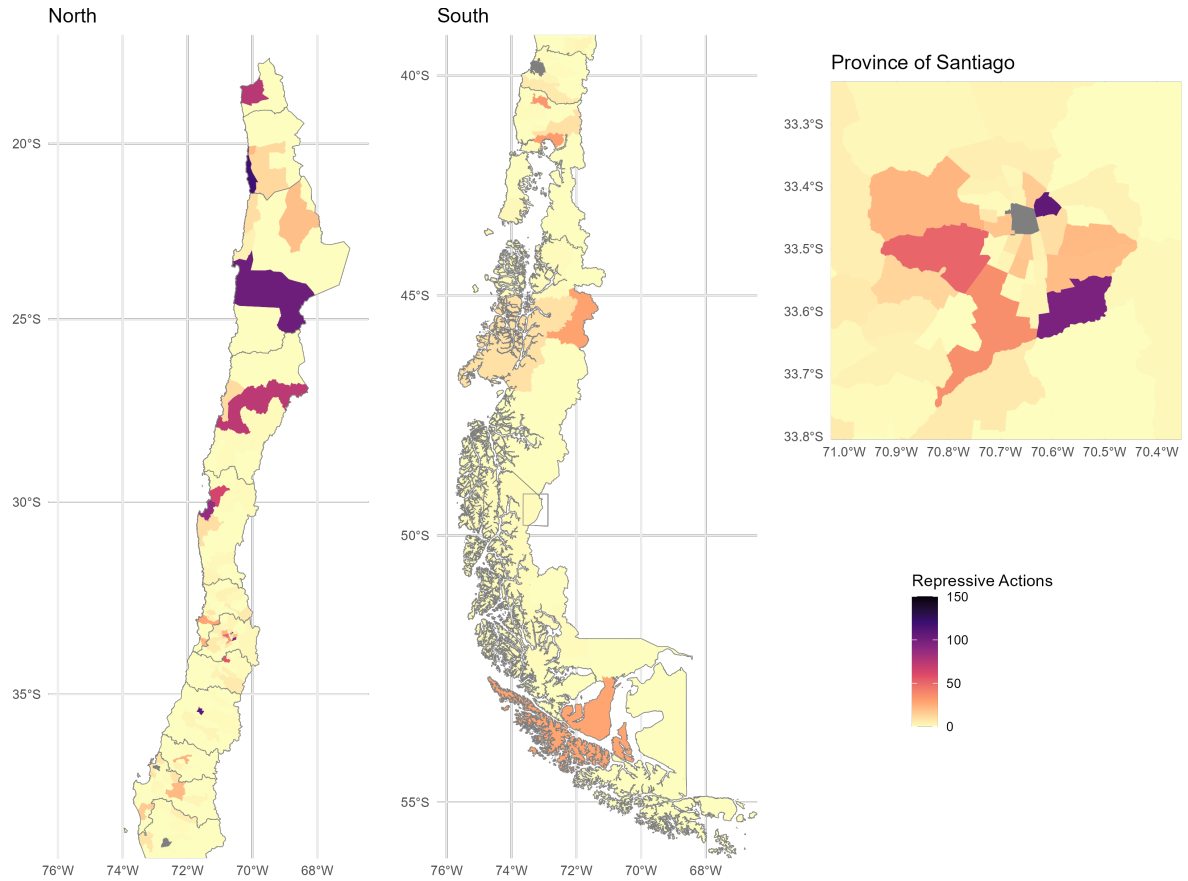 North
20°S
25°S
30°S
35°S
76°W 74°W 72°W 70°W 68°W
South
40°S
45°S
50°S
55°S
76°W 74°W 72°W 70°W 68°W
Province of Santiago
33.3°S
33.4°S
33.5°S
33.6°S
33.7°S
33.8°S
71.0°W 70.9°W 70.8°W 70.7°W 70.6°W 70.5°W 70.4°W
Repressive Actions
150
100
50
0